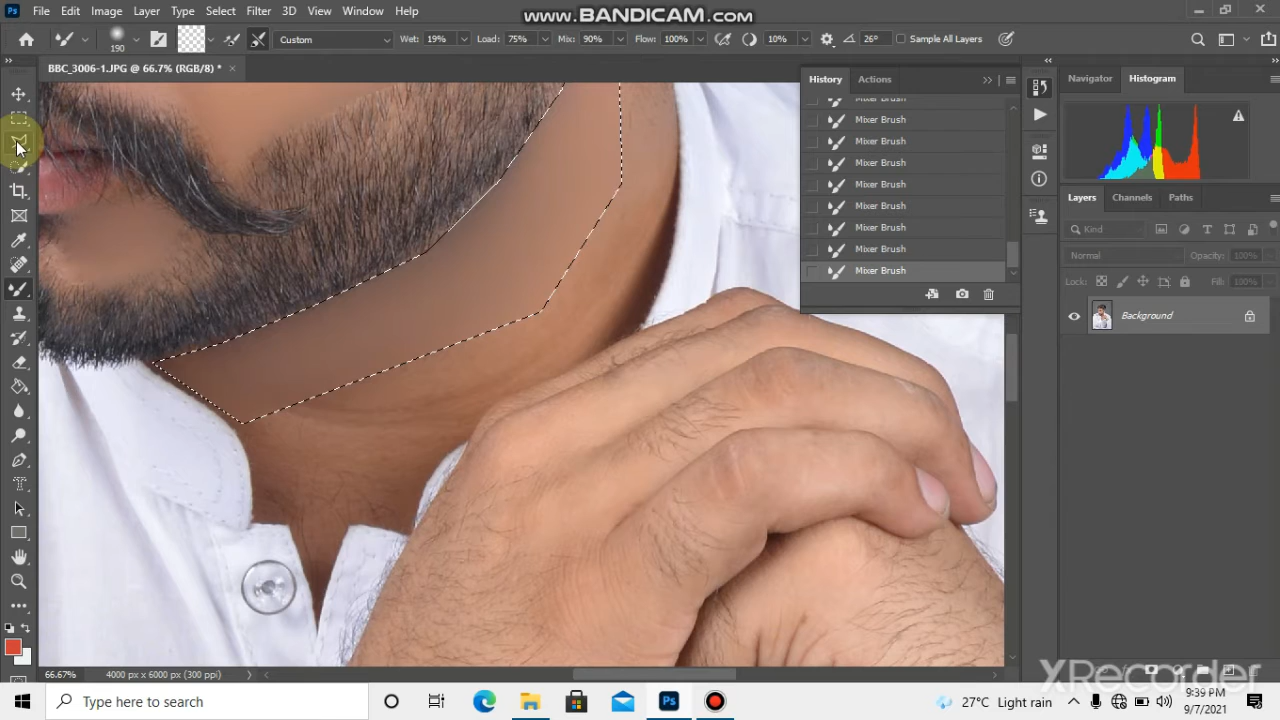 www.BANDICAM.com
Ps File Edit Image Layer Type Select Filter 3D View Window Help
190 Custom Wet: 19% Load: 75% Mix: 90% Flow: 100% 10% 26° Sample All Layers
BBC_3006-1.JPG @ 66.7% (RGB/8) * ×
History Actions
Mixer Brush
Mixer Brush
Mixer Brush
Mixer Brush
Mixer Brush
Mixer Brush
Mixer Brush
Mixer Brush
Mixer Brush
Navigator Histogram
Layers Channels Paths
Kind
Normal Opacity: 100%
Lock: Fill: 100%
Background
66.67% 4000 px x 6000 px (300 ppi)
XRecorder
Type here to search
Ps
27°C Light rain
9:39 PM
9/7/2021